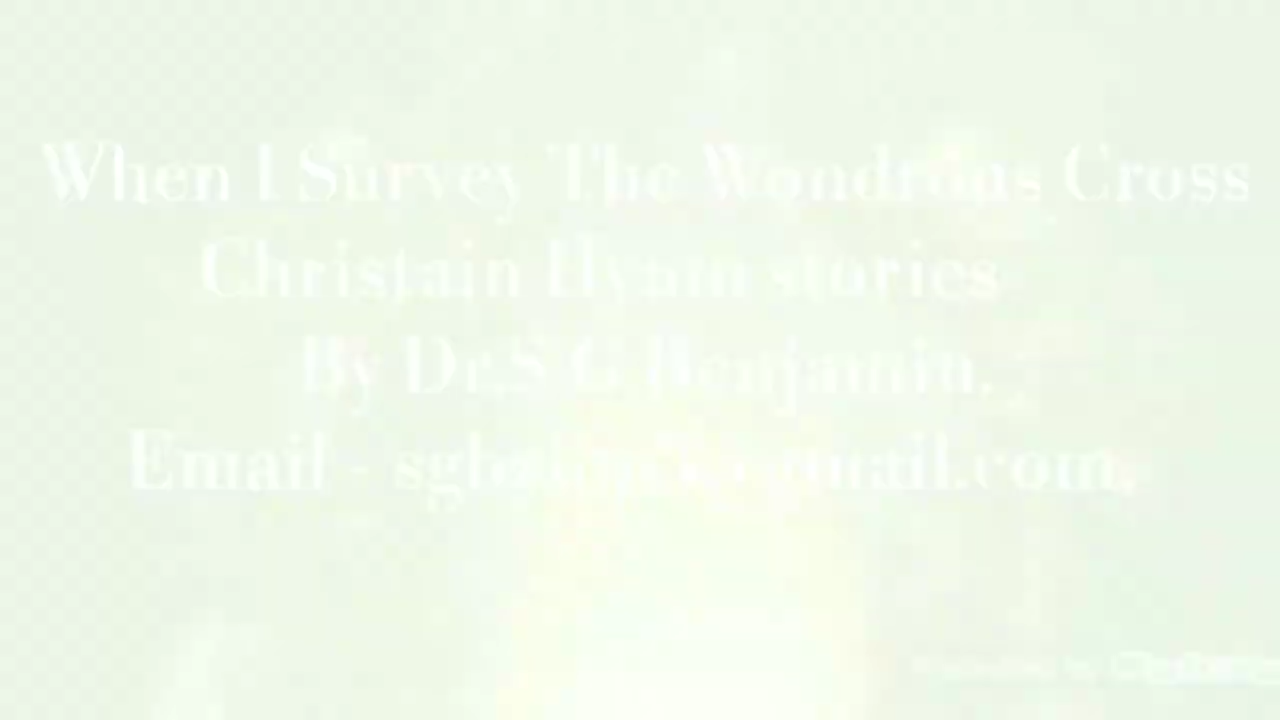 When I Survey The Wondrous Cross
Christain Hymn stories
By Dr.S G Benjamin.
Email -